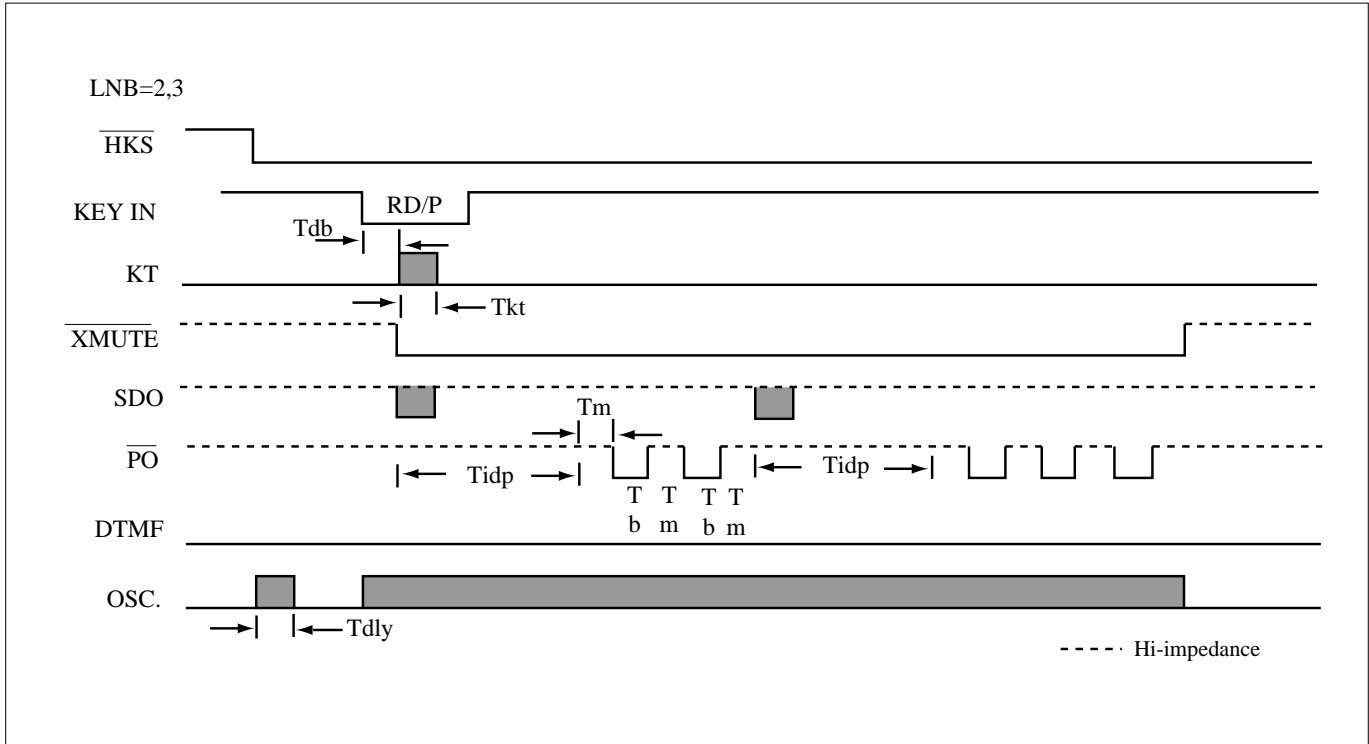 LNB=2,3
HKS
KEY IN
RD/P
Tdb
KT
Tkt
XMUTE
SDO
Tm
PO
Tidp
Tidp
T T T T
b m b m
DTMF
OSC.
Tdly
Hi-impedance